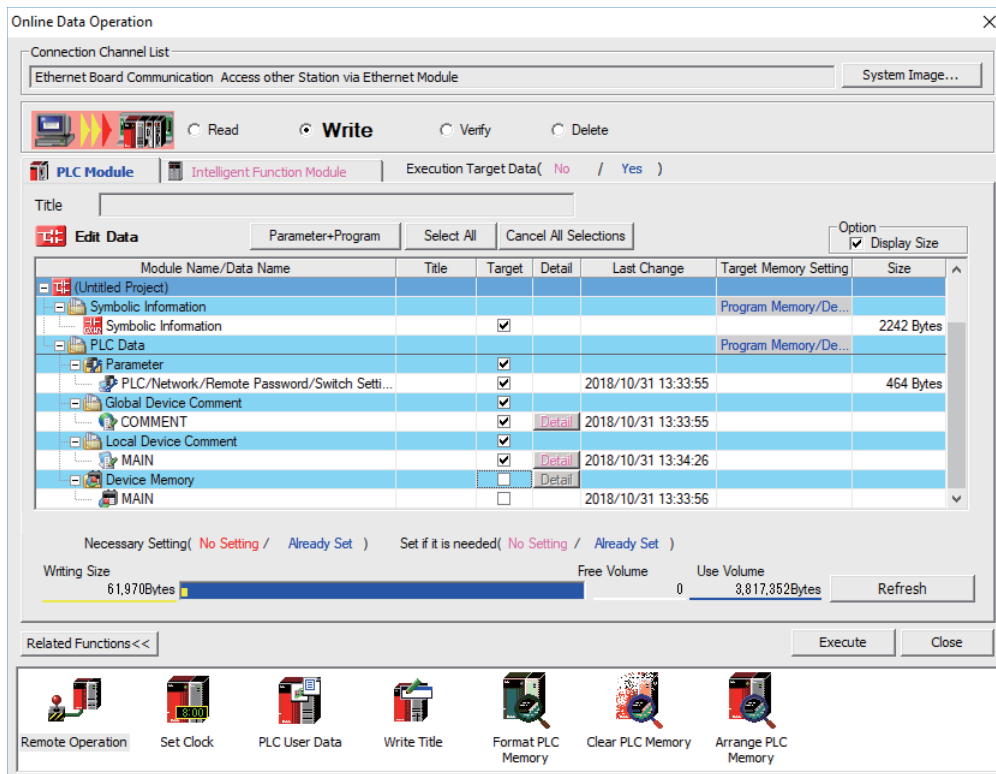 Online Data Operation
Connection Channel List
Ethernet Board Communication Access other Station via Ethernet Module
System Image...
Read Write Verify Delete
PLC Module Intelligent Function Module Execution Target Data( No / Yes )
Title
Edit Data Parameter+Program Select All Cancel All Selections Option
Display Size
Module Name/Data Name Title Target Detail Last Change Target Memory Setting Size
(Untitled Project)
Symbolic Information Program Memory/De...
Symbolic Information 2242 Bytes
PLC Data Program Memory/De...
Parameter
PLC/Network/Remote Password/Switch Setti... 2018/10/31 13:33:55 464 Bytes
Global Device Comment
COMMENT Detail 2018/10/31 13:33:55
Local Device Comment
MAIN Detail 2018/10/31 13:34:26
Device Memory Detail
MAIN 2018/10/31 13:33:56
Necessary Setting( No Setting / Already Set ) Set if it is needed( No Setting / Already Set )
Writing Size Free Volume Use Volume
61,970Bytes 0 3,817,352Bytes Refresh
Related Functions<< Execute Close
8:00
Remote Operation Set Clock PLC User Data Write Title Format PLC Memory Clear PLC Memory Arrange PLC Memory